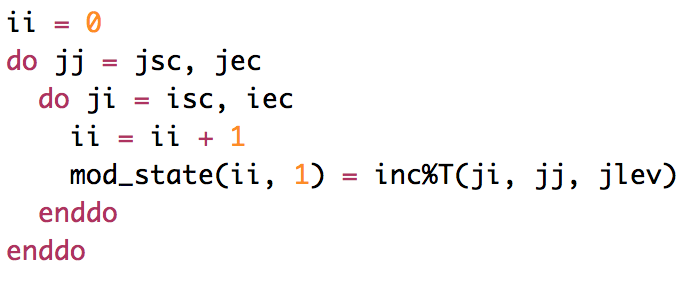 ii = 0
do jj = jsc, jec
  do ji = isc, iec
    ii = ii + 1
    mod_state(ii, 1) = inc%T(ji, jj, jlev)
  enddo
enddo